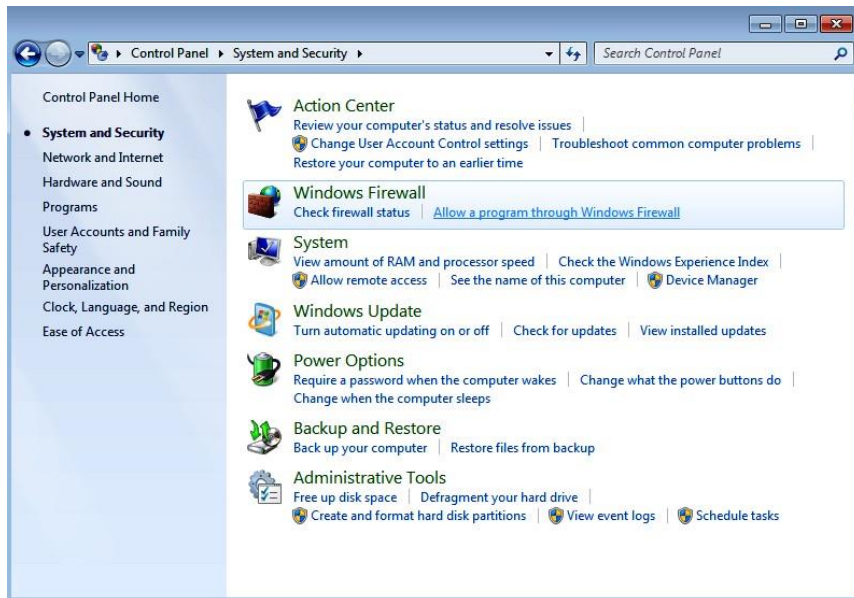 Control Panel System and Security
Search Control Panel
Control Panel Home
System and Security
Network and Internet
Hardware and Sound
Programs
User Accounts and Family
Safety
Appearance and
Personalization
Clock, Language, and Region
Ease of Access
Action Center
Review your computer's status and resolve issues
Change User Account Control settings Troubleshoot common computer problems
Restore your computer to an earlier time
Windows Firewall
Check firewall status Allow a program through Windows Firewall
System
View amount of RAM and processor speed Check the Windows Experience Index
Allow remote access See the name of this computer Device Manager
Windows Update
Turn automatic updating on or off Check for updates View installed updates
Power Options
Require a password when the computer wakes Change what the power buttons do
Change when the computer sleeps
Backup and Restore
Back up your computer Restore files from backup
Administrative Tools
Free up disk space Defragment your hard drive
Create and format hard disk partitions View event logs Schedule tasks